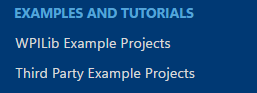 EXAMPLES AND TUTORIALS
WPILib Example Projects
Third Party Example Projects